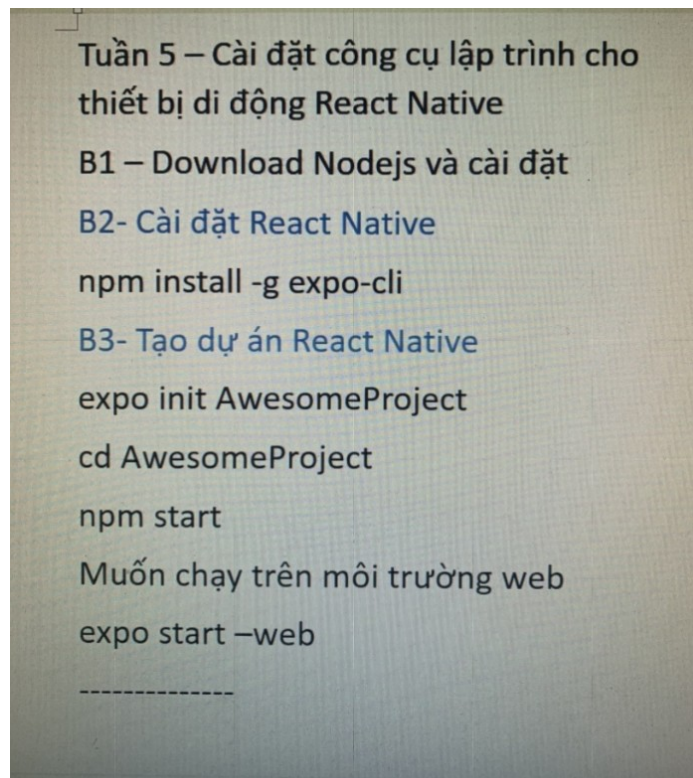 Tuần 5 – Cài đặt công cụ lập trình cho
thiết bị di động React Native
B1 – Download Nodejs và cài đặt
B2- Cài đặt React Native
npm install -g expo-cli
B3- Tạo dự án React Native
expo init AwesomeProject
cd AwesomeProject
npm start
Muốn chạy trên môi trường web
expo start –web
--------------